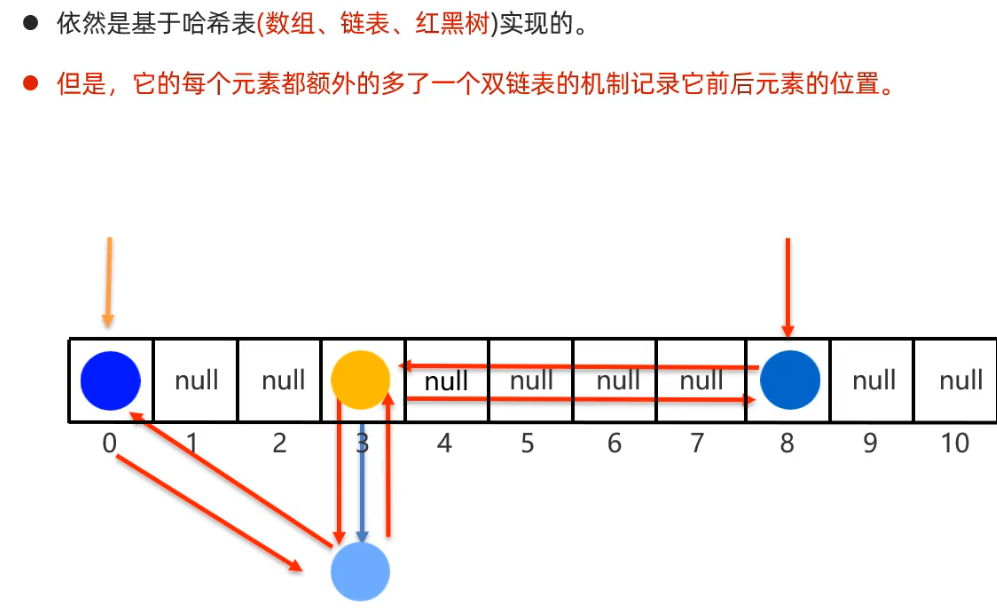 依然是基于哈希表(数组、链表、红黑树)实现的。
但是，它的每个元素都额外的多了一个双链表的机制记录它前后元素的位置。
null null null null null null null null
0 1 2 3 4 5 6 7 8 9 10